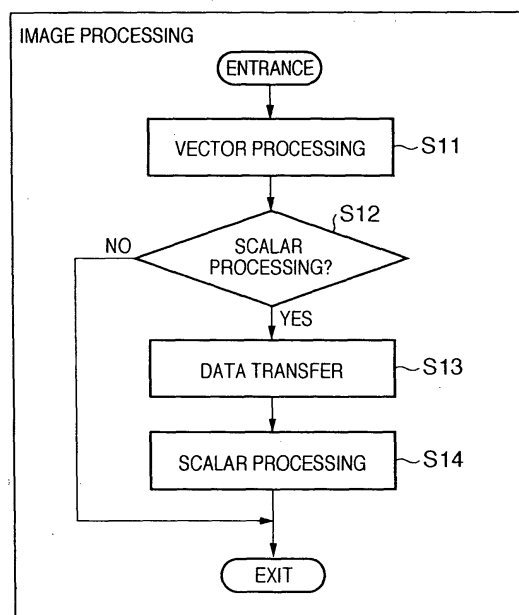 IMAGE PROCESSING
ENTRANCE
VECTOR PROCESSING
S11
S12
SCALAR
PROCESSING?
NO
YES
DATA TRANSFER
S13
SCALAR PROCESSING
S14
EXIT